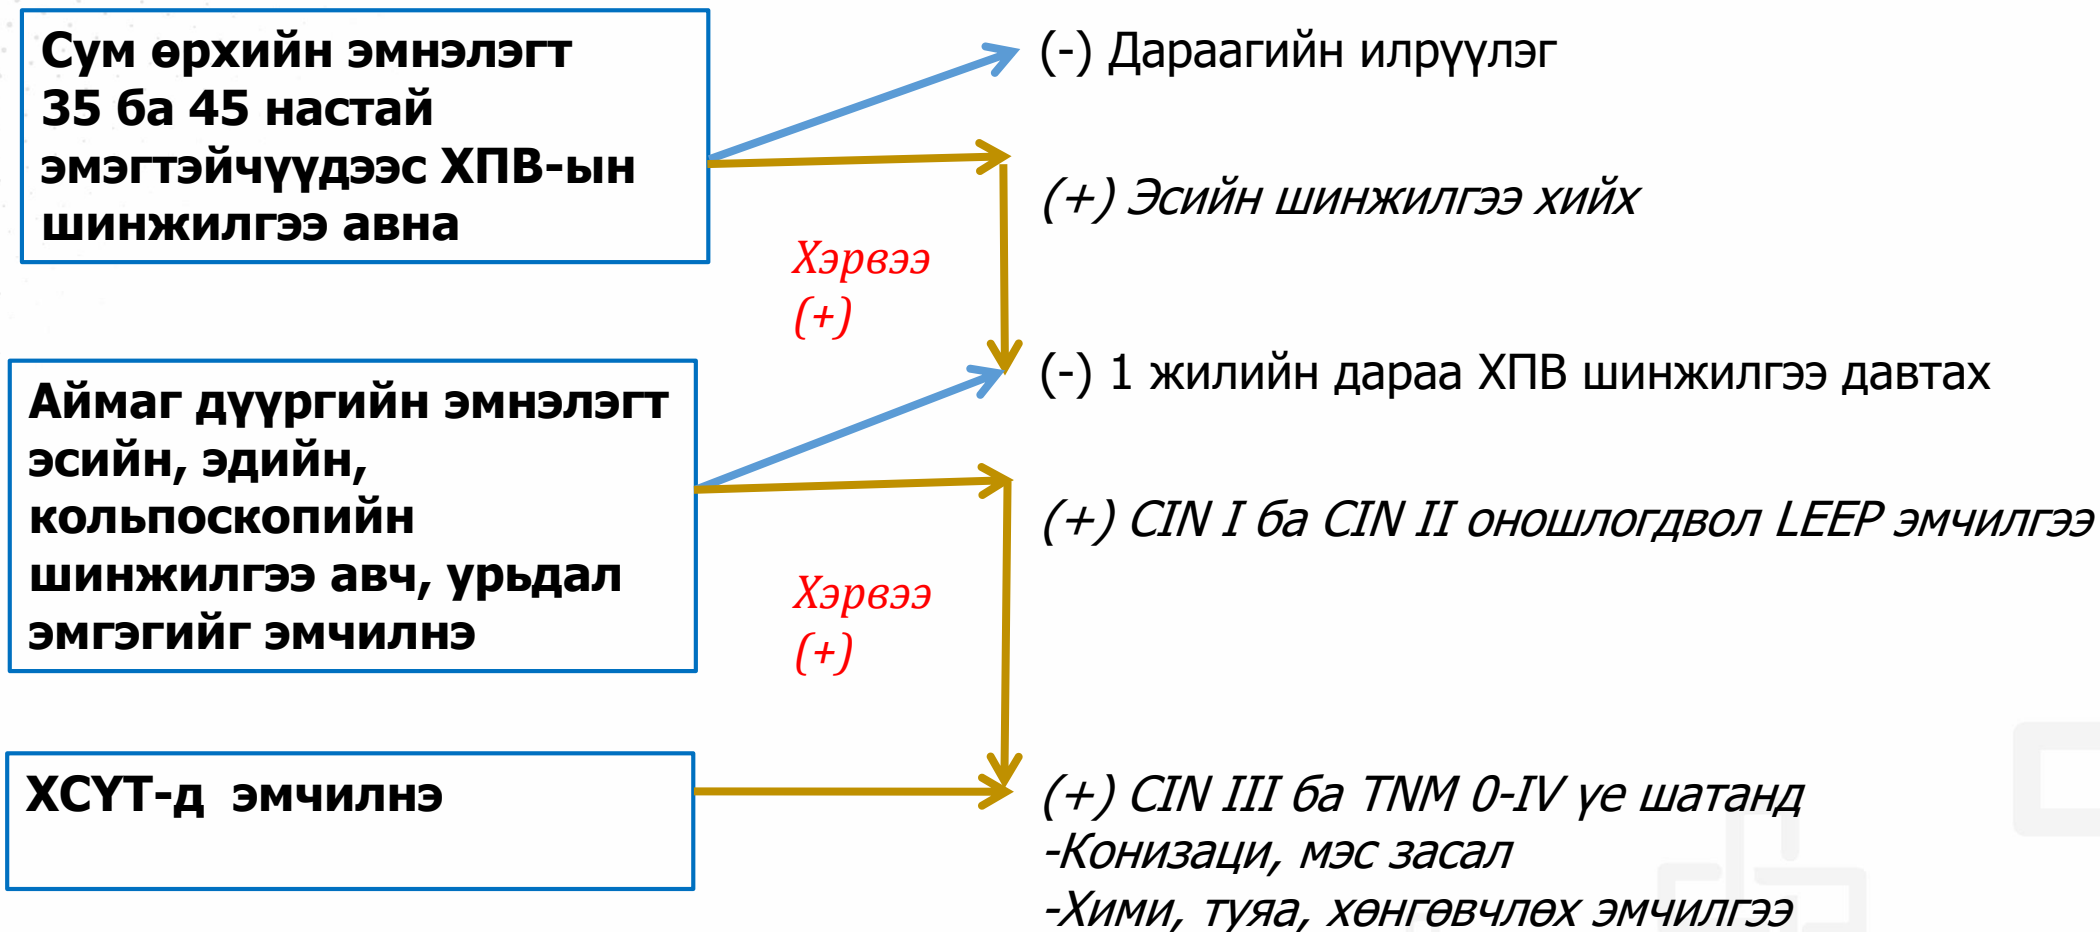 Сум өрхийн эмнэлэгт
35 ба 45 настай
эмэгтэйчүүдээс ХПВ-ын
шинжилгээ авна
(-) Дараагийн илрүүлэг
(+) Эсийн шинжилгээ хийх
Хэрвээ
(+)
Аймаг дүүргийн эмнэлэгт
эсийн, эдийн,
кольпоскопийн
шинжилгээ авч, урьдал
эмгэгийг эмчилнэ
(-) 1 жилийн дараа ХПВ шинжилгээ давтах
(+) CIN I ба CIN II оношлогдвол LEEP эмчилгээ
Хэрвээ
(+)
ХСҮТ-д эмчилнэ
(+) CIN III ба TNM 0-IV үе шатанд
-Конизаци, мэс засал
-Хими, туяа, хөнгөвчлөх эмчилгээ